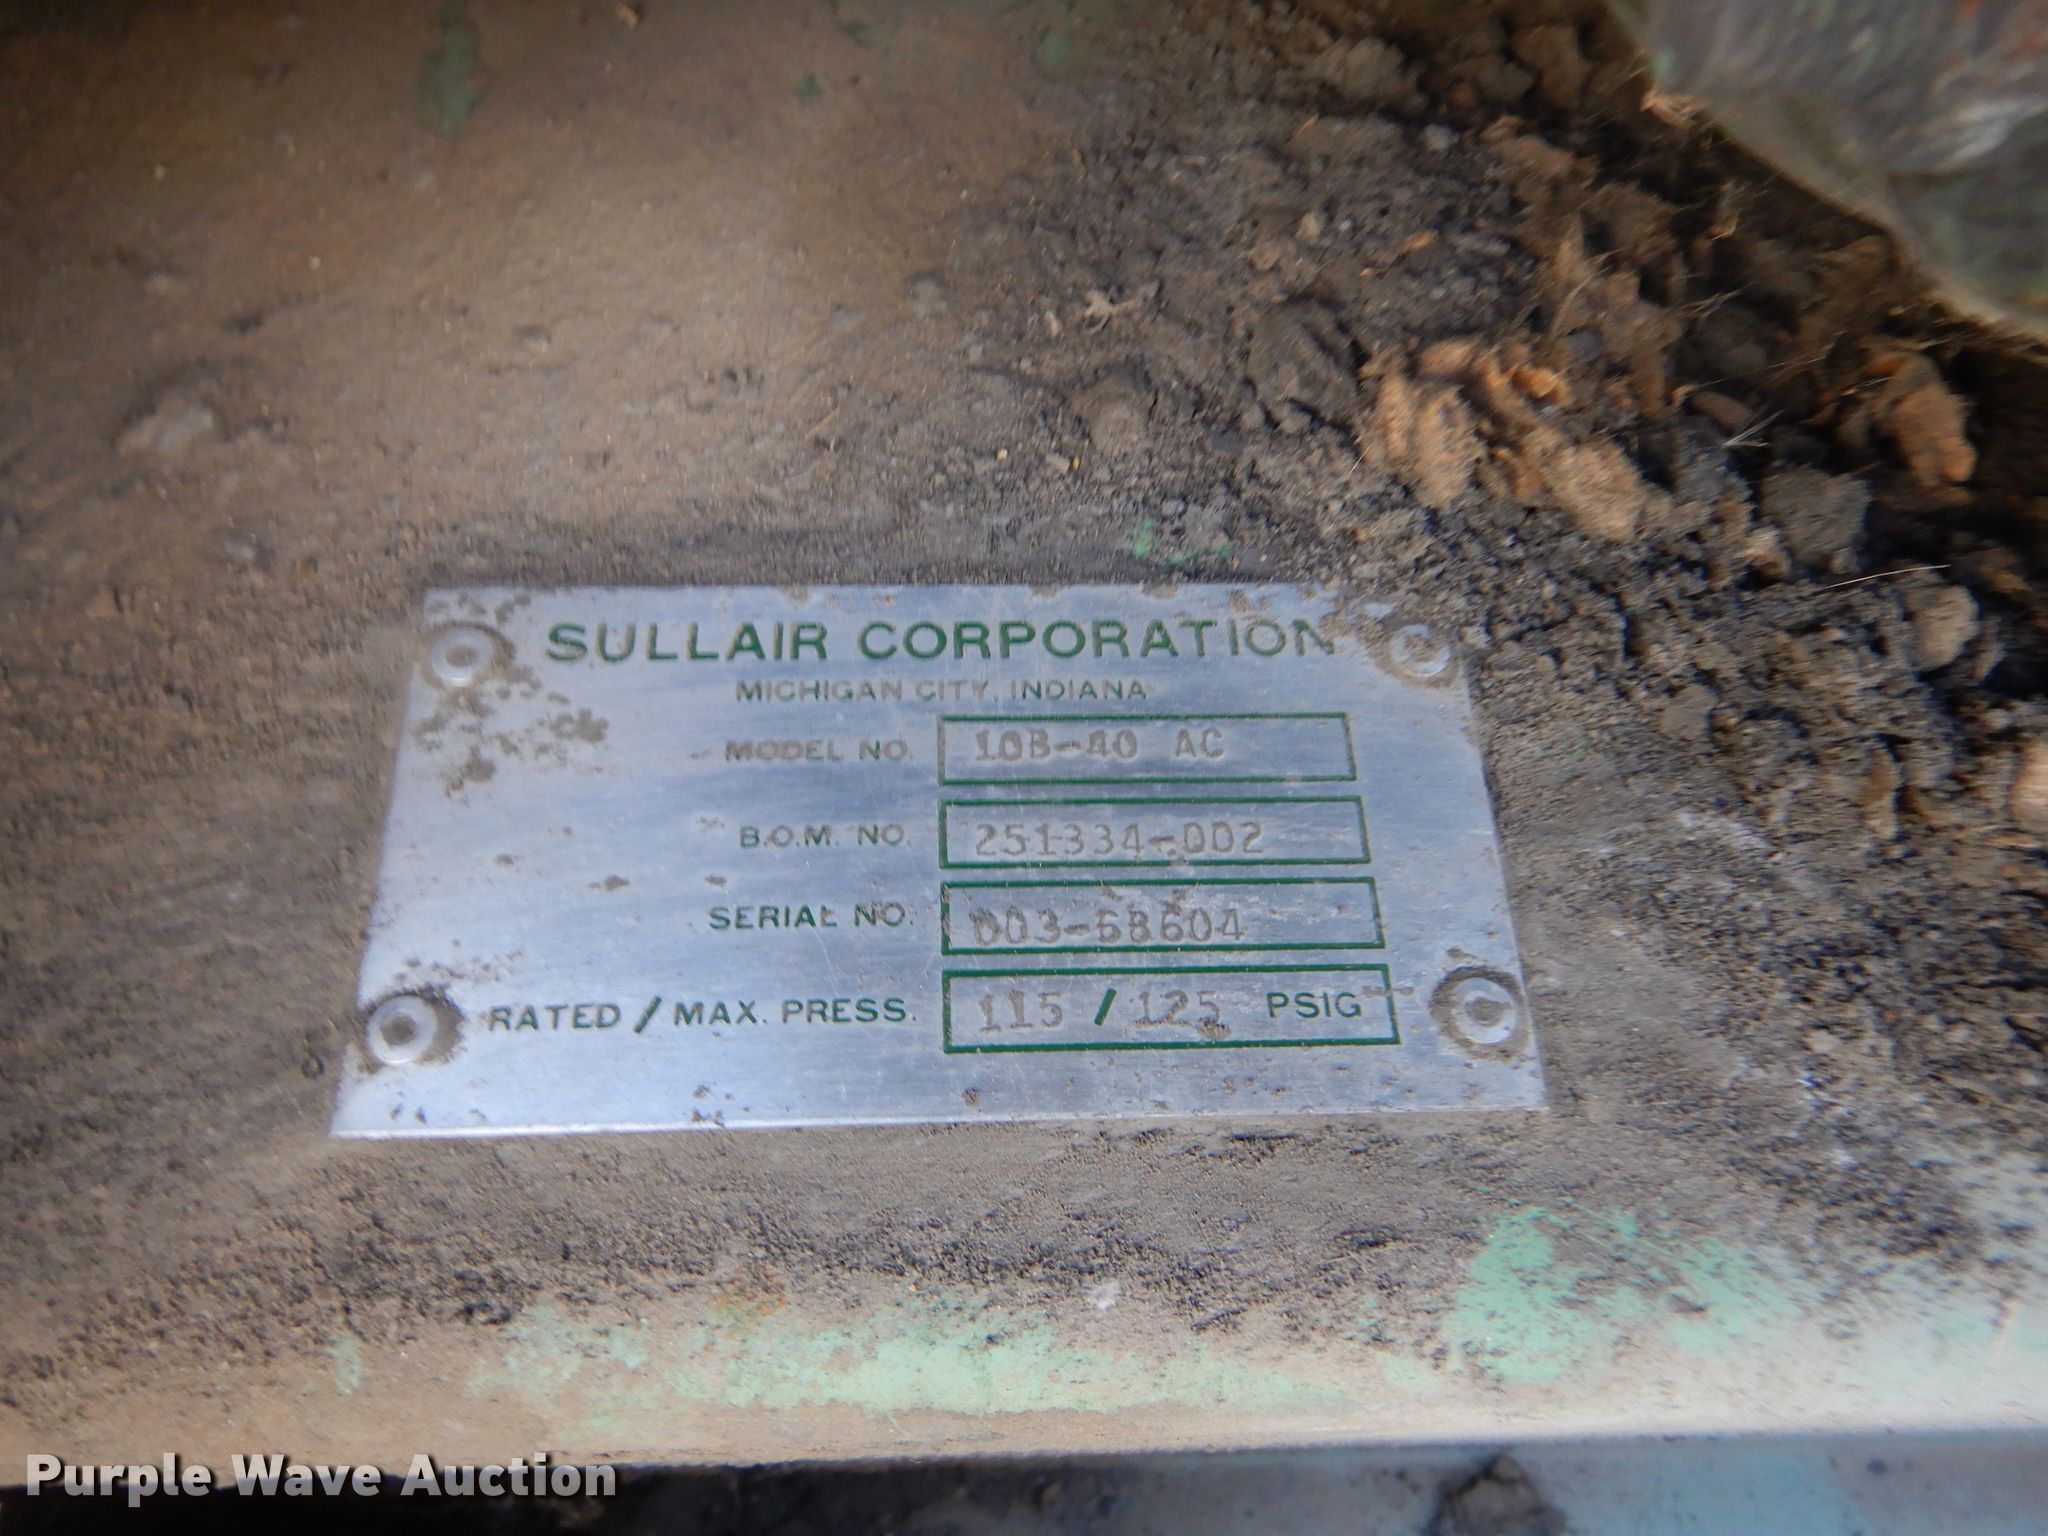 SULLAIR CORPORATION
MICHIGAN CITY, INDIANA
MODEL NO. 10B-40 AC
B.O.M. NO. 251334-002
SERIAL NO. 003-68604
RATED / MAX. PRESS. 115 / 125 PSIG
Purple Wave Auction